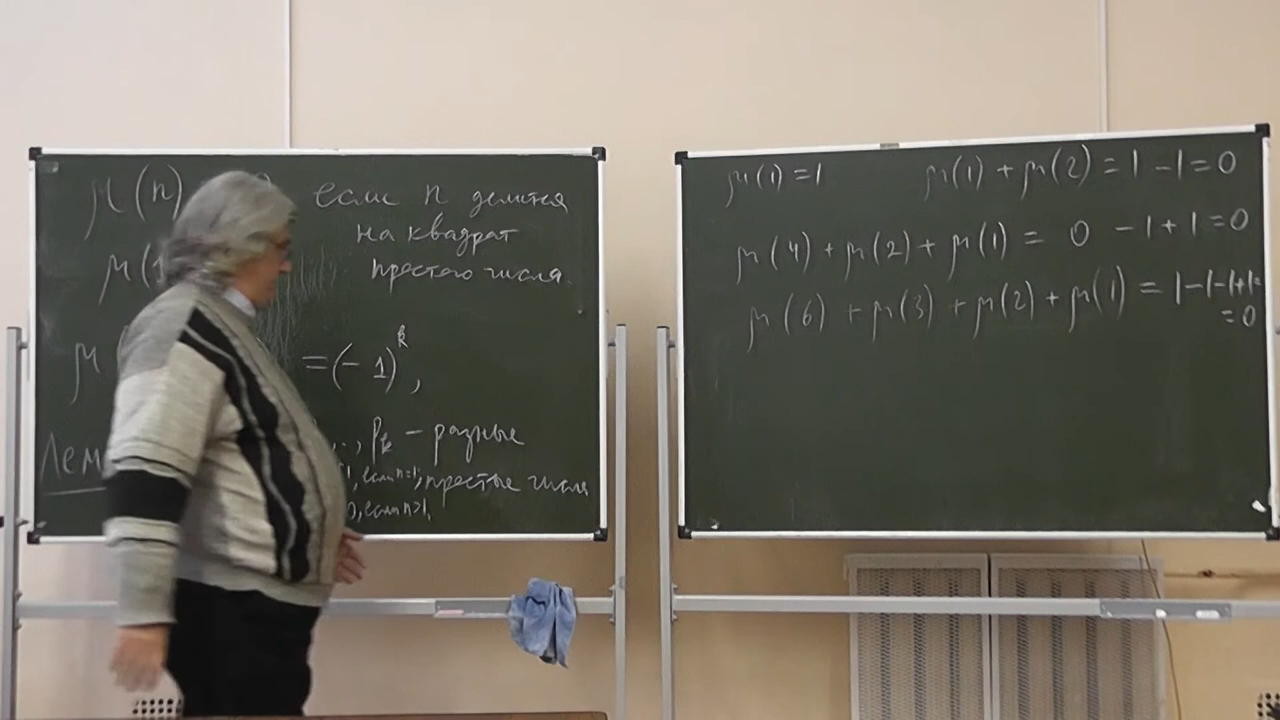 μ(n) 0 если n делится
на квадрат
простого числа.
μ(1
μ =(-1)^k,
..., p_k - разные
Лем 1, если n=1; простые числа
0, если n>1,
μ(1)=1 μ(1)+μ(2)=1-1=0
μ(4)+μ(2)+μ(1)= 0 -1+1=0
μ(6)+μ(3)+μ(2)+μ(1)=1-1-1+1=
=0